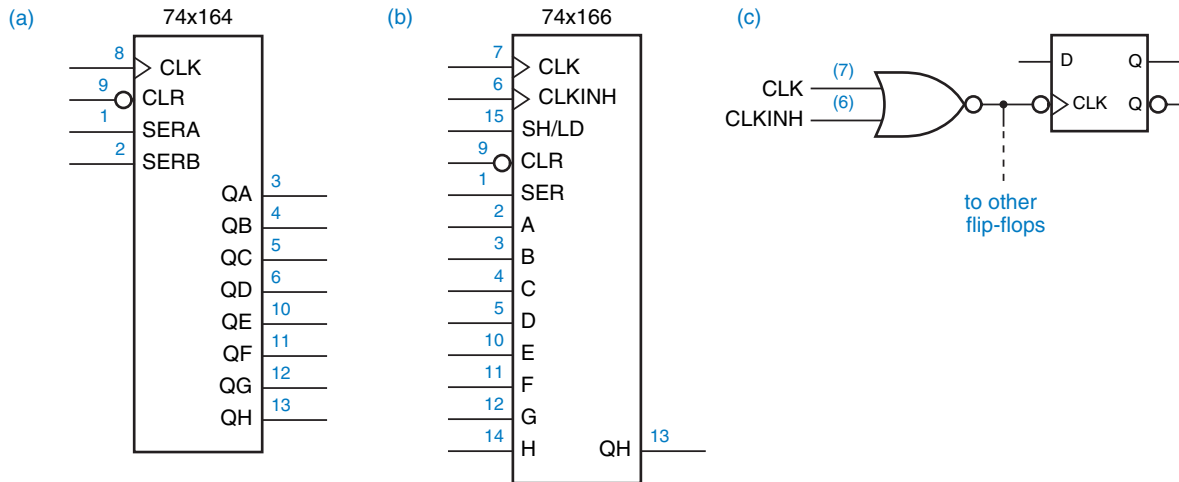 (a)
74x164
8
CLK
9
CLR
1
SERA
2
SERB
QA
3
QB
4
QC
5
QD
6
QE
10
QF
11
QG
12
QH
13
(b)
74x166
7
CLK
6
CLKINH
15
SH/LD
9
CLR
1
SER
2
A
3
B
4
C
5
D
10
E
11
F
12
G
14
H
QH
13
(c)
CLK
(7)
CLKINH
(6)
D
Q
CLK
Q
to other
flip-flops